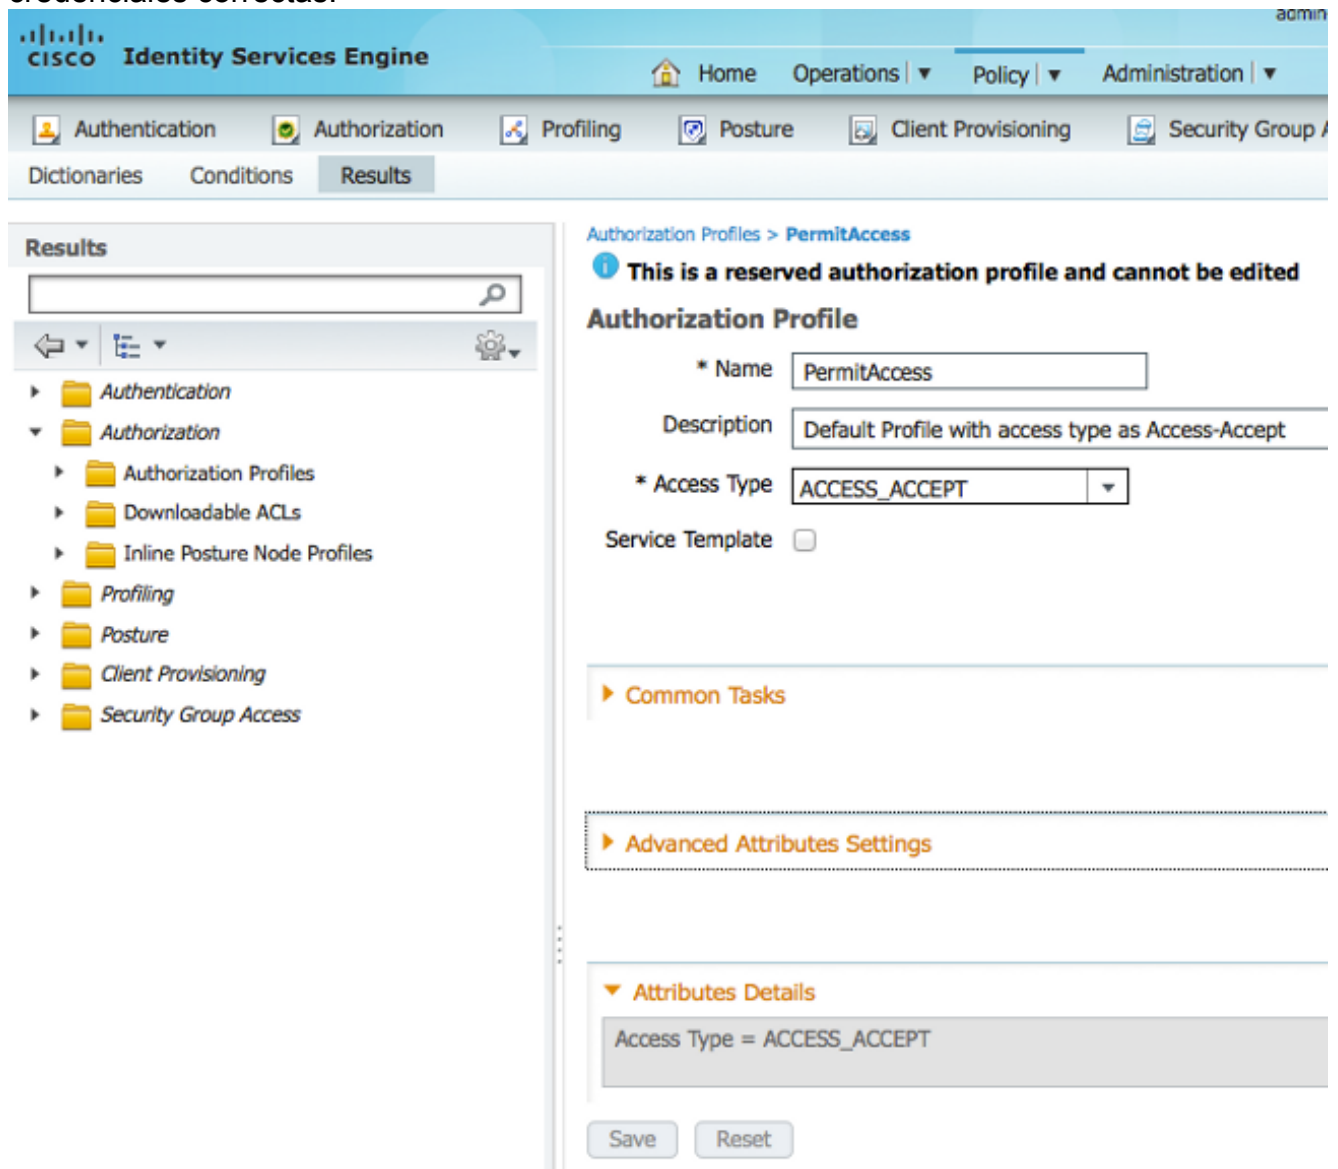 credenciales correctas.
admin
cisco Identity Services Engine
Home Operations Policy Administration
Authentication Authorization Profiling Posture Client Provisioning Security Group A
Dictionaries Conditions Results
Results
Authentication
Authorization
Authorization Profiles
Downloadable ACLs
Inline Posture Node Profiles
Profiling
Posture
Client Provisioning
Security Group Access
Authorization Profiles > PermitAccess
This is a reserved authorization profile and cannot be edited
Authorization Profile
* Name PermitAccess
Description Default Profile with access type as Access-Accept
* Access Type ACCESS_ACCEPT
Service Template
Common Tasks
Advanced Attributes Settings
Attributes Details
Access Type = ACCESS_ACCEPT
Save Reset